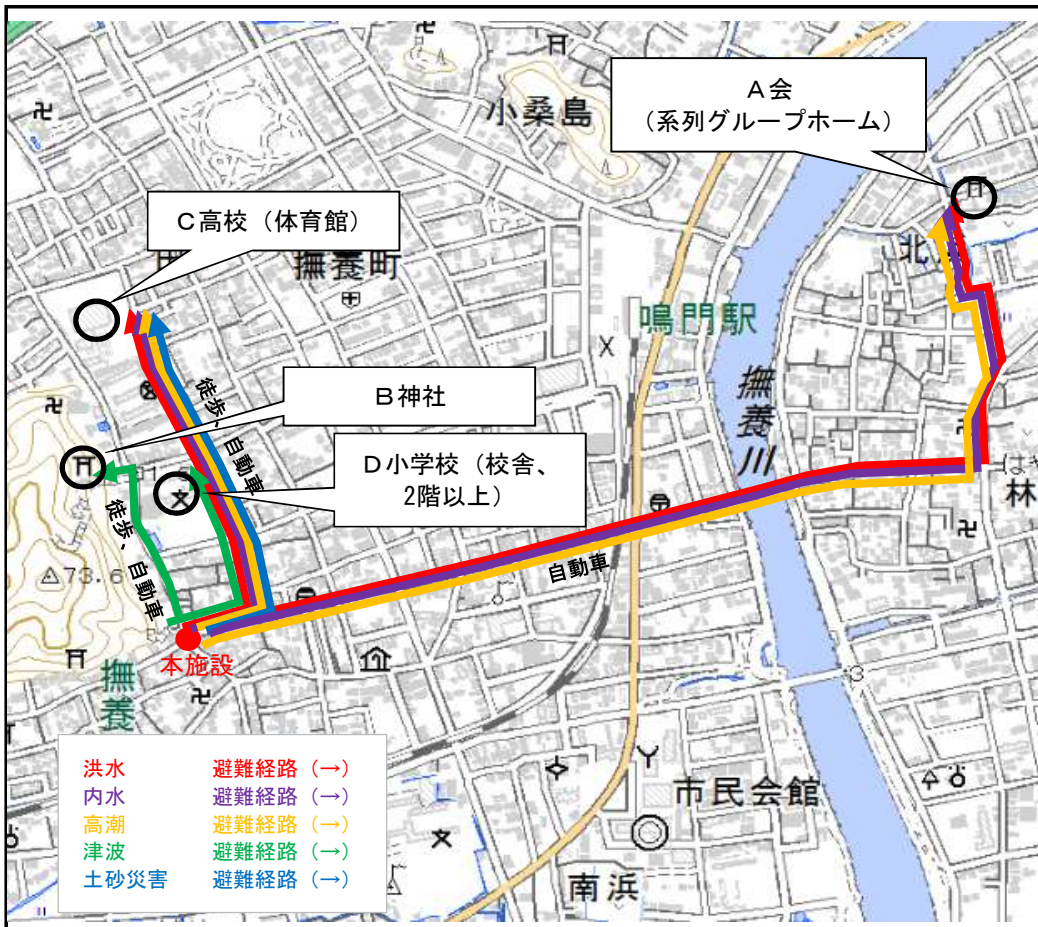 小桑島
A会
(系列グループホーム)
C高校(体育館)
撫養町
鳴門駅
撫養川
北
B神社
D小学校(校舎、
2階以上)
徒歩、自動車
徒歩、自動車
自動車
林
73.6
本施設
撫養
市民会館
南浜
洪水 避難経路(→)
内水 避難経路(→)
高潮 避難経路(→)
津波 避難経路(→)
土砂災害 避難経路(→)